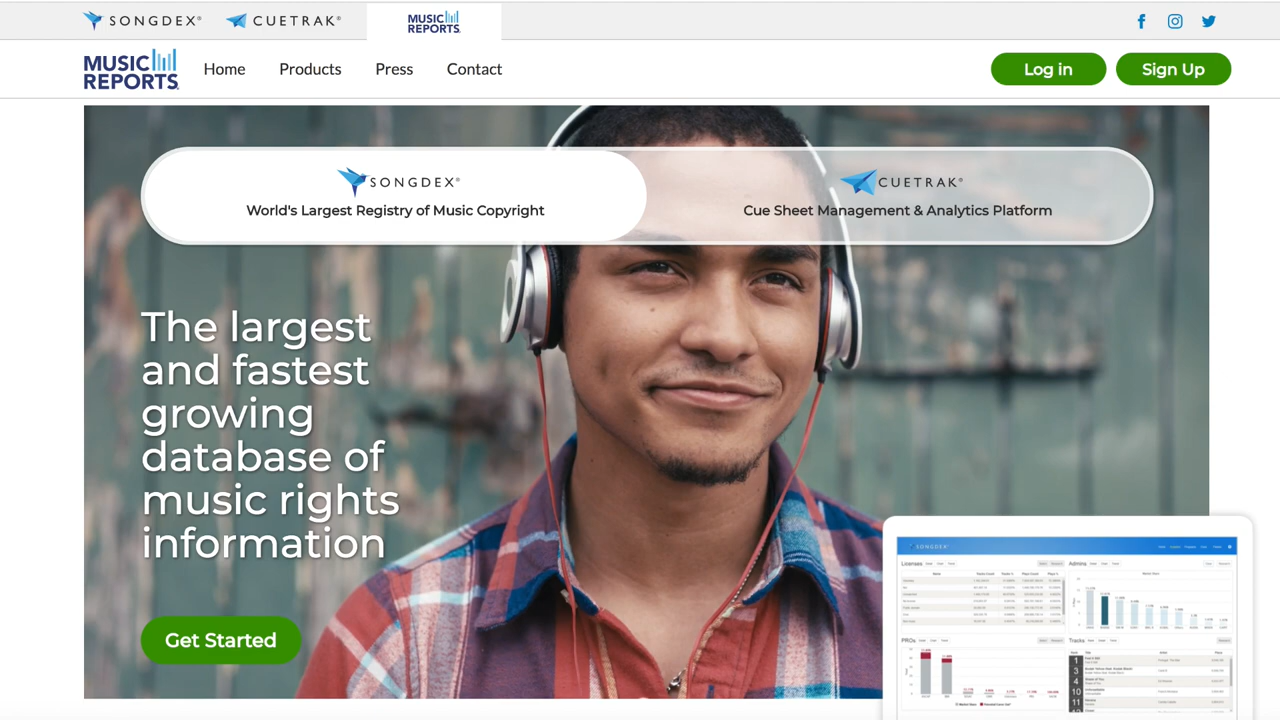 SONGDEX®
CUETRAK®
MUSIC
REPORTS
MUSIC
REPORTS
Home
Products
Press
Contact
Log in
Sign Up
SONGDEX®
World's Largest Registry of Music Copyright
CUETRAK®
Cue Sheet Management & Analytics Platform
The largest
and fastest
growing
database of
music rights
information
Get Started
SONGDEX
Licenses
Admins
PROs
Tracks